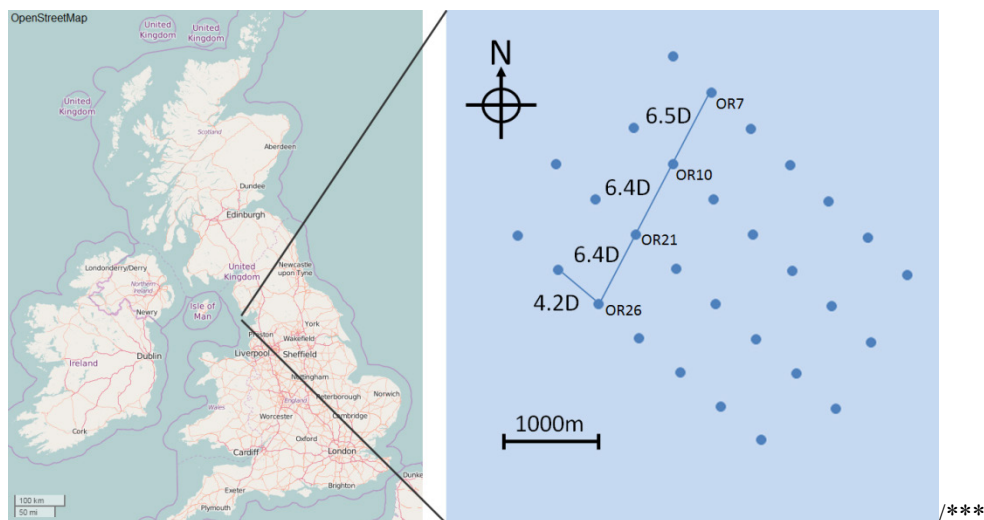 OpenStreetMap
United
Kingdom
United
Kingdom
United
Kingdom
Scotland
Aberdeen
Dundee
Edinburgh
Londonderry/Derry
Northern
Ireland
United
Kingdom
Newcastle
upon Tyne
Isle of
Man
Newry
Preston
York
Wakefield
Liverpool
Sheffield
Ireland
Dublin
Nottingham
Peterborough
Norwich
Wales
Worcester
England
Cambridge
Cork
Oxford
London
Cardiff
Exeter
Brighton
Plymouth
Dunke
100 km
50 mi
N
OR7
6.5D
OR10
6.4D
OR21
6.4D
4.2D
OR26
1000m
/***